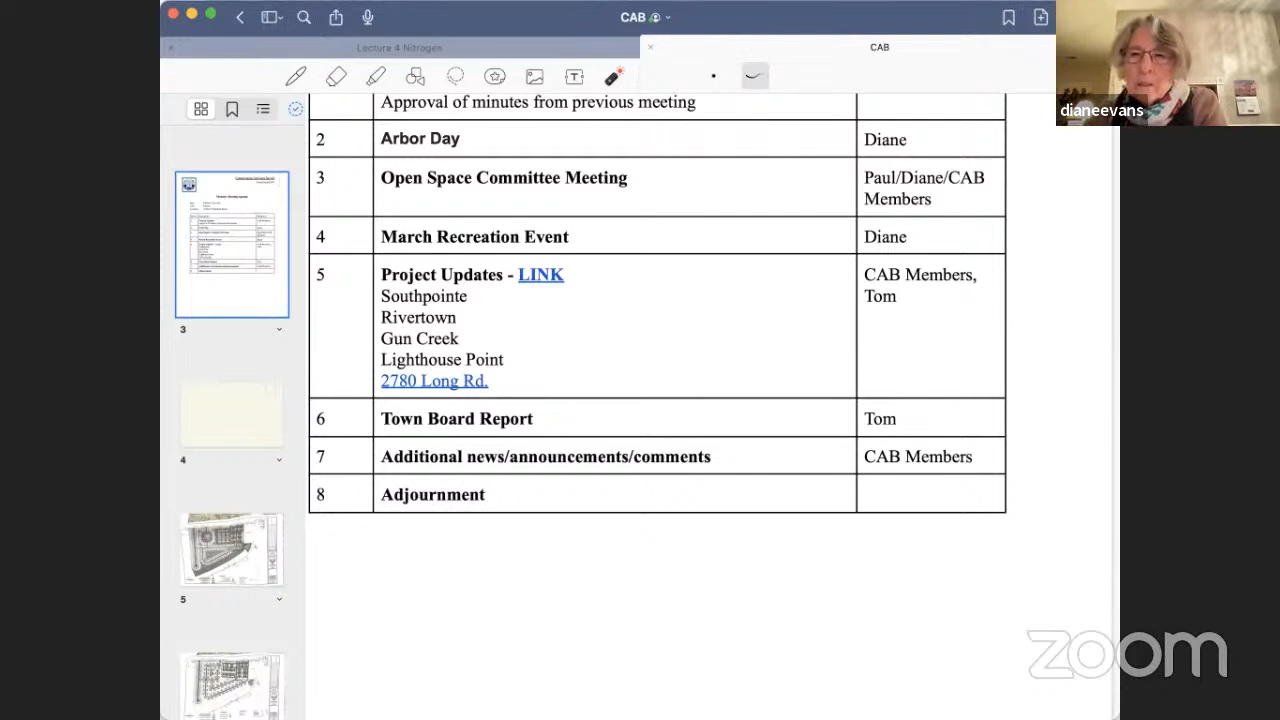 CAB
Lecture 4 Nitrogen
CAB
dianeevans
Approval of minutes from previous meeting
2 Arbor Day Diane
3 Open Space Committee Meeting Paul/Diane/CAB
Members
4 March Recreation Event Diane
5 Project Updates - LINK CAB Members,
Southpointe Tom
Rivertown
Gun Creek
Lighthouse Point
2780 Long Rd.
6 Town Board Report Tom
7 Additional news/announcements/comments CAB Members
8 Adjournment
3
4
5
zoom